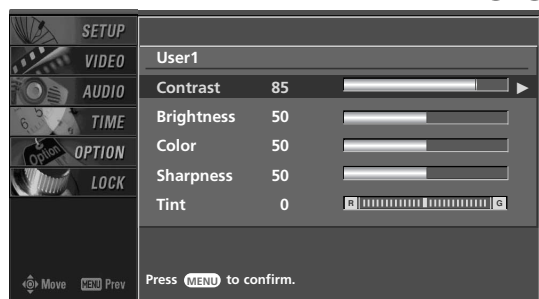 SETUP
VIDEO
AUDIO
TIME
OPTION
LOCK
Option
User1
Contrast 85
Brightness 50
Color 50
Sharpness 50
Tint 0 R G
Move MENU Prev
Press MENU to confirm.